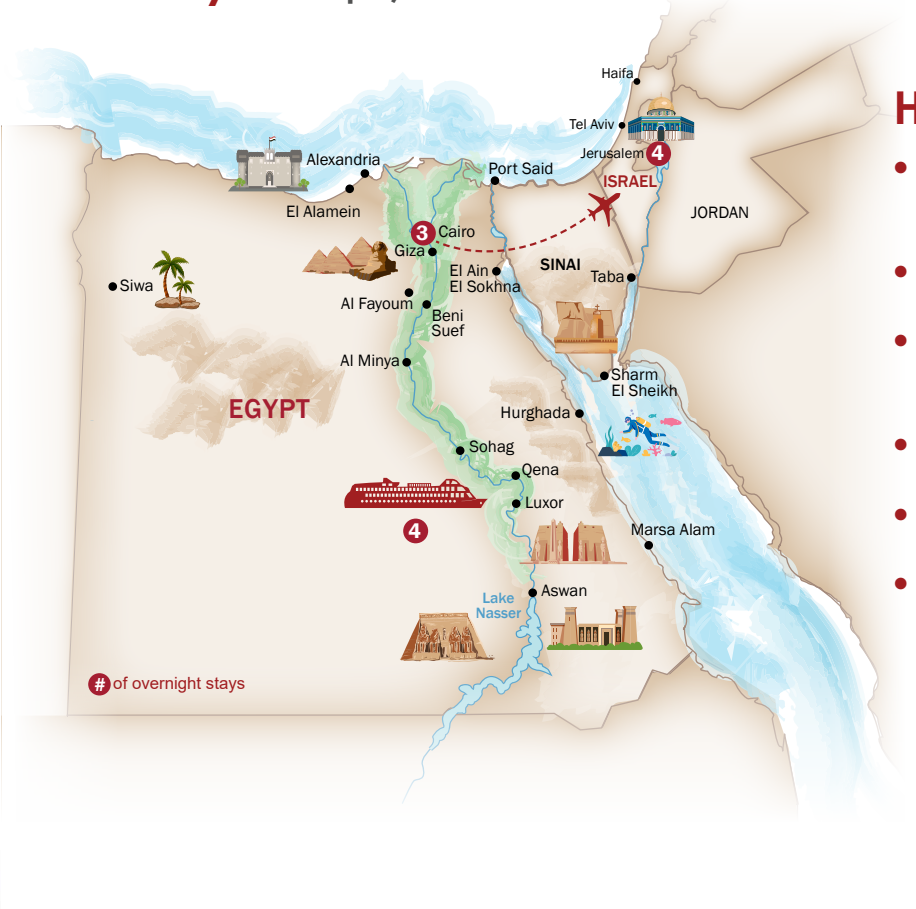 Haifa
Tel Aviv
Jerusalem 4
ISRAEL
H
Alexandria
Port Said
El Alamein
JORDAN
3 Cairo
Giza
SINAI
El Ain
El Sokhna
Taba
Siwa
Al Fayoum
Beni
Suef
Al Minya
Sharm
El Sheikh
EGYPT
Hurghada
Sohag
Qena
Luxor
4
Marsa Alam
Aswan
Lake
Nasser
# of overnight stays